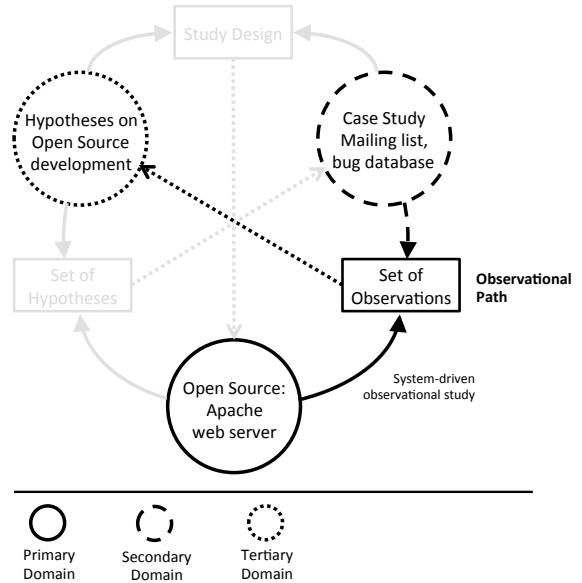 Study Design
Hypotheses on
Open Source
development
Case Study
Mailing list,
bug database
Set of
Hypotheses
Set of
Observations
Observational
Path
System-driven
observational study
Open Source:
Apache
web server
Primary
Domain
Secondary
Domain
Tertiary
Domain